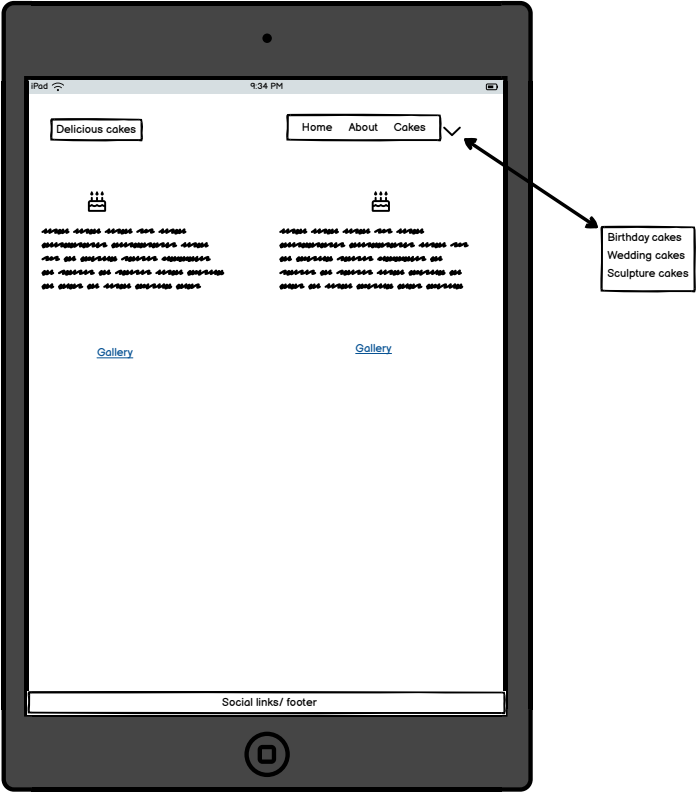 iPad 9:34 PM
Delicious cakes
Home About Cakes
Birthday cakes
Wedding cakes
Sculpture cakes
Gallery
Gallery
Social links/ footer